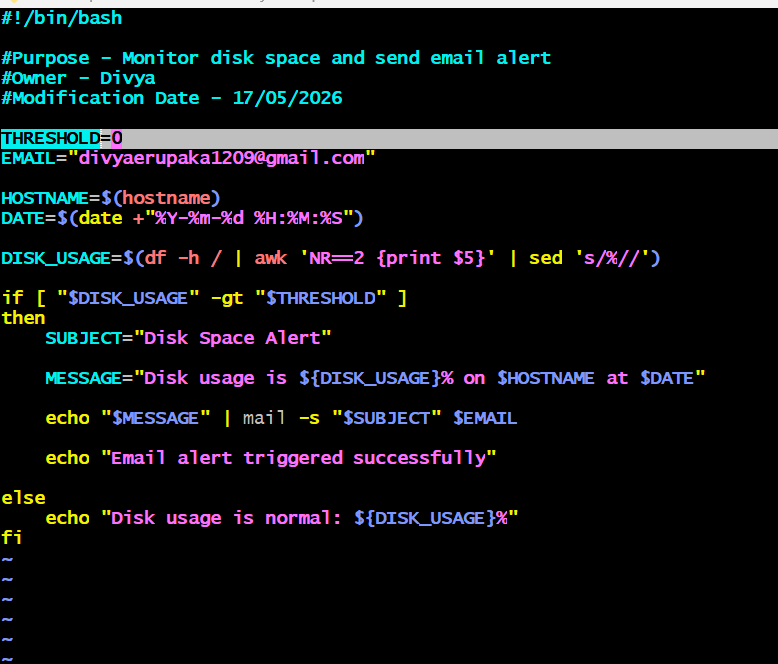 #!/bin/bash
#Purpose - Monitor disk space and send email alert
#Owner - Divya
#Modification Date - 17/05/2026
THRESHOLD=0
EMAIL="divyaerupaka1209@gmail.com"
HOSTNAME=$(hostname)
DATE=$(date +"%Y-%m-%d %H:%M:%S")
DISK_USAGE=$(df -h / | awk 'NR==2 {print $5}' | sed 's/%//')
if [ "$DISK_USAGE" -gt "$THRESHOLD" ]
then
    SUBJECT="Disk Space Alert"
    MESSAGE="Disk usage is ${DISK_USAGE}% on $HOSTNAME at $DATE"
    echo "$MESSAGE" | mail -s "$SUBJECT" $EMAIL
    echo "Email alert triggered successfully"
else
    echo "Disk usage is normal: ${DISK_USAGE}%"
fi
~
~
~
~
~
~